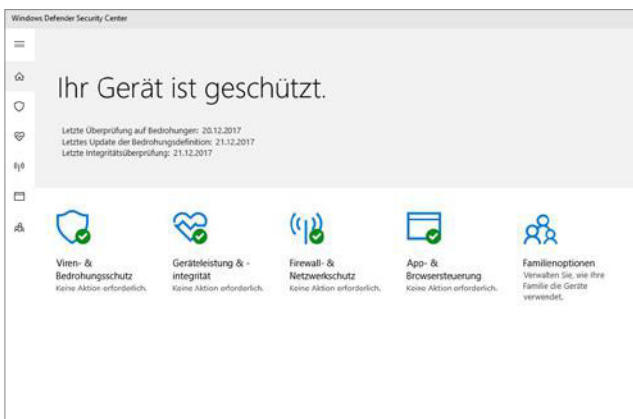 Windows Defender Security Center
Ihr Gerät ist geschützt.
Letzte Überprüfung auf Bedrohungen: 20.12.2017
Letztes Update der Bedrohungsdefinition: 21.12.2017
Letzte Integritätsüberprüfung: 21.12.2017
Viren- &
Bedrohungsschutz
Keine Aktion erforderlich.
Geräteleistung & -
integrität
Keine Aktion erforderlich.
Firewall- &
Netzwerkschutz
Keine Aktion erforderlich.
App- &
Browsersteuerung
Keine Aktion erforderlich.
Familienoptionen
Verwalten Sie, wie Ihre
Familie die Geräte
verwendet.